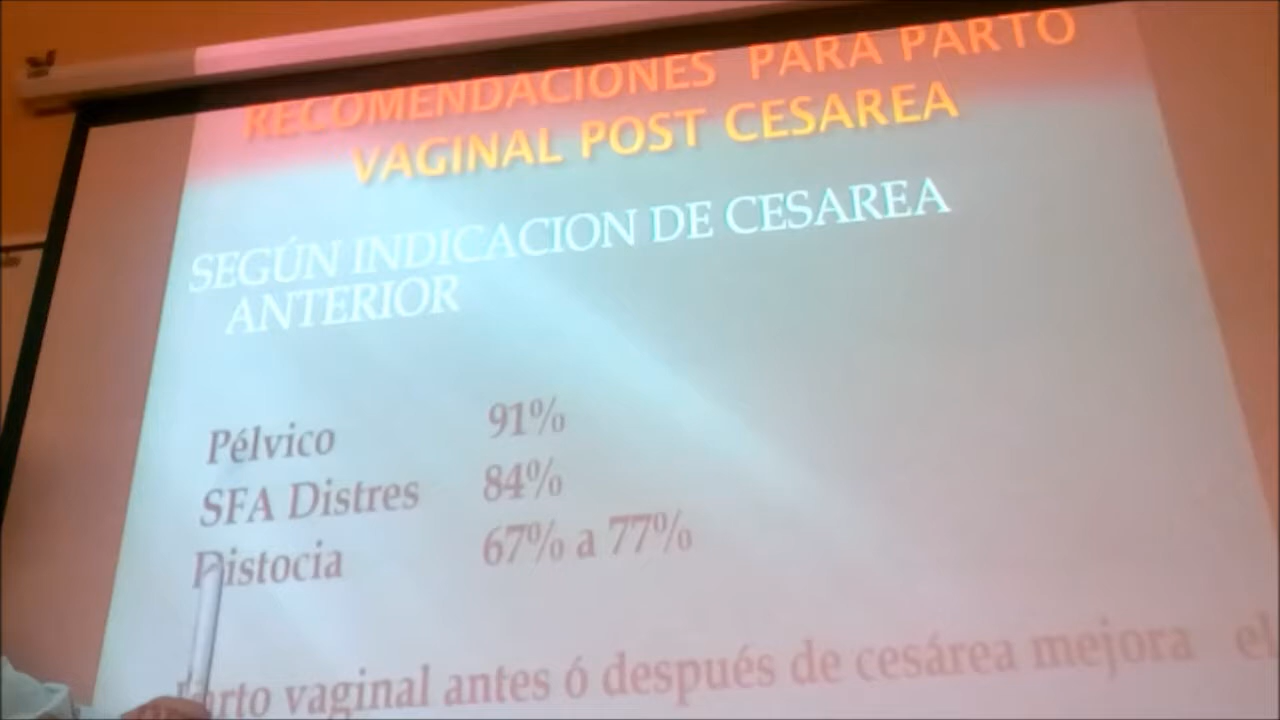 RECOMENDACIONES PARA PARTO
VAGINAL POST CESAREA
SEGÚN INDICACION DE CESAREA
ANTERIOR
Pélvico 91%
SFA Distres 84%
Distocia 67% a 77%
Parto vaginal antes ó después de cesárea mejora el